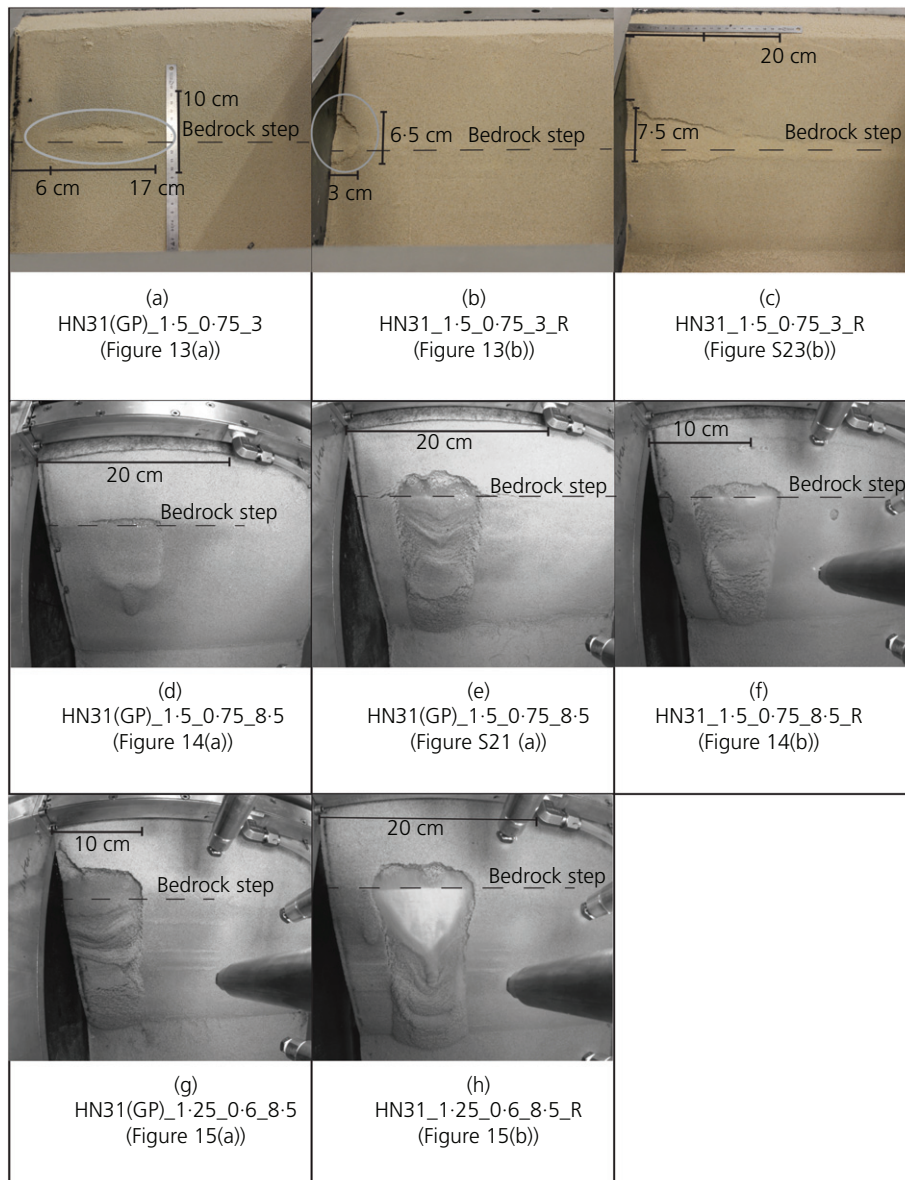 10 cm
Bedrock step
6 cm
17 cm
6·5 cm
Bedrock step
3 cm
20 cm
7·5 cm
Bedrock step
(a)
HN31(GP)_1·5_0·75_3
(Figure 13(a))
(b)
HN31_1·5_0·75_3_R
(Figure 13(b))
(c)
HN31_1·5_0·75_3_R
(Figure S23(b))
20 cm
Bedrock step
20 cm
Bedrock step
10 cm
Bedrock step
(d)
HN31(GP)_1·5_0·75_8·5
(Figure 14(a))
(e)
HN31(GP)_1·5_0·75_8·5
(Figure S21 (a))
(f)
HN31_1·5_0·75_8·5_R
(Figure 14(b))
10 cm
Bedrock step
20 cm
Bedrock step
(g)
HN31(GP)_1·25_0·6_8·5
(Figure 15(a))
(h)
HN31_1·25_0·6_8·5_R
(Figure 15(b))